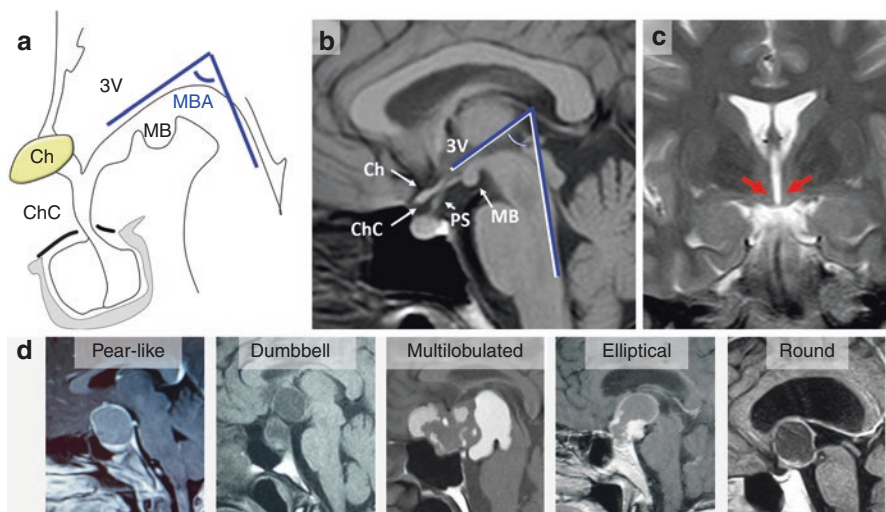 a
3V
MBA
MB
Ch
ChC
b
3V
Ch
ChC
PS
MB
c
d
Pear-like
Dumbbell
Multilobulated
Elliptical
Round